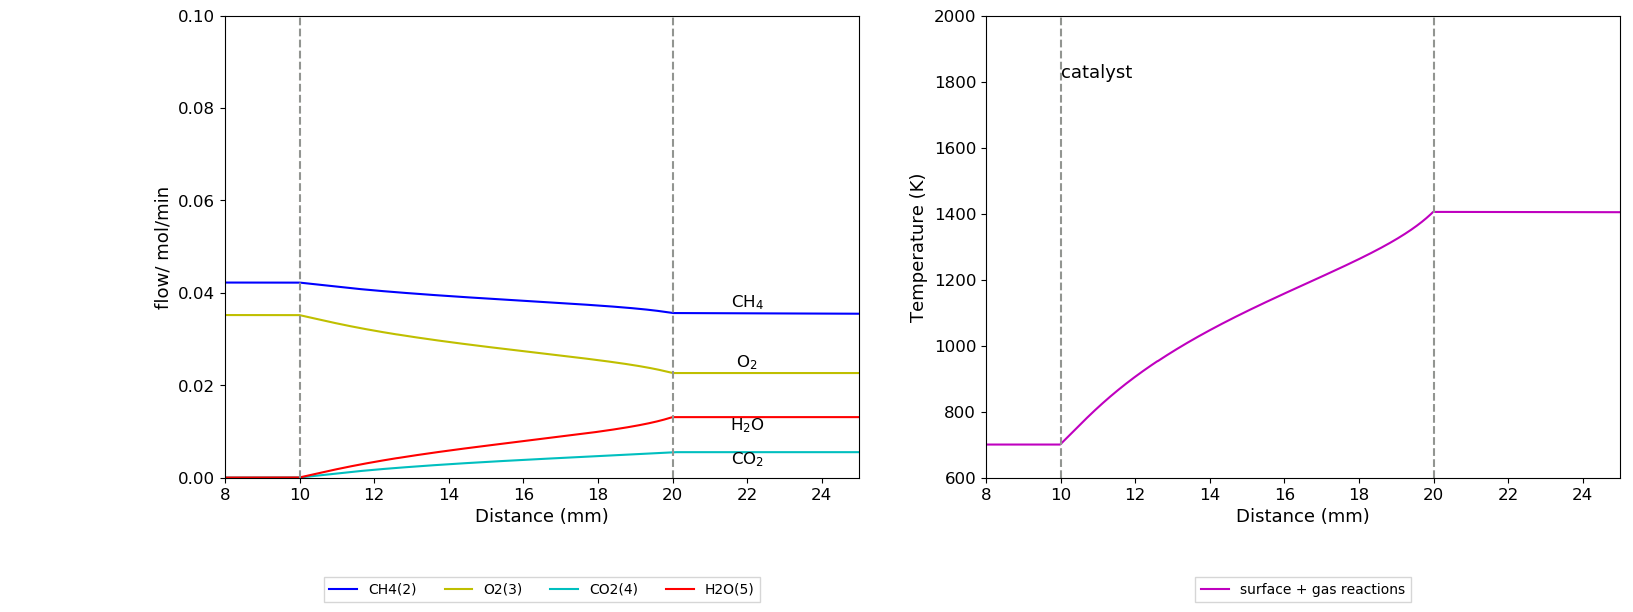 0.10
0.08
0.06
0.04
0.02
0.00
flow/ mol/min
CH4
O2
H2O
CO2
8 10 12 14 16 18 20 22 24
Distance (mm)
CH4(2) O2(3) CO2(4) H2O(5)
2000
1800
1600
1400
1200
1000
800
600
Temperature (K)
catalyst
8 10 12 14 16 18 20 22 24
Distance (mm)
surface + gas reactions